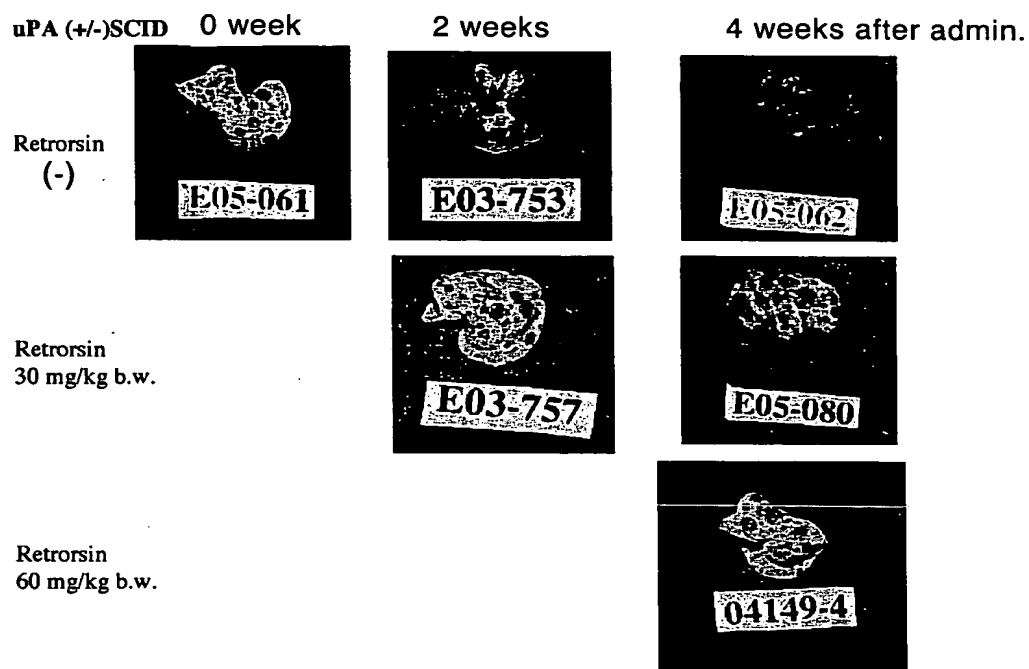 uPA (+/-)SCID 0 week 2 weeks 4 weeks after admin.
Retrorsin
(-)
E05-061 E03-753 E05-062
Retrorsin
30 mg/kg b.w.
E03-757 E05-080
Retrorsin
60 mg/kg b.w.
04149-4